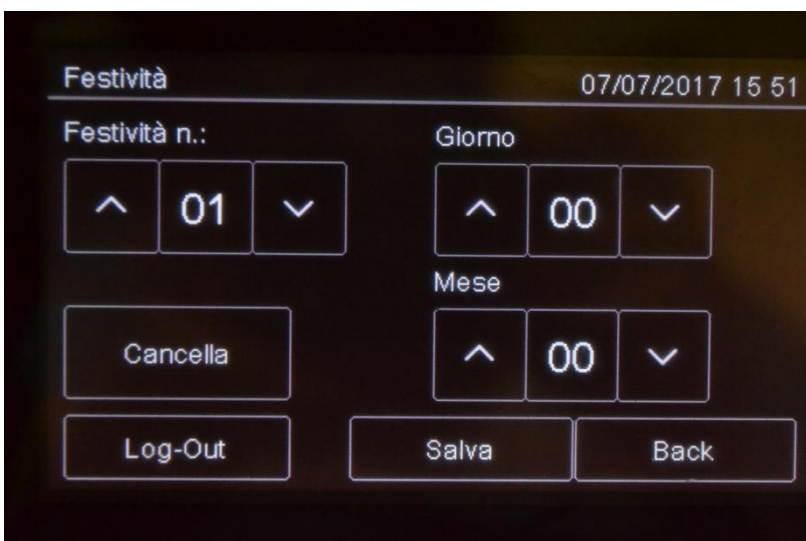 Festività 07/07/2017 15 51
Festività n.: Giorno
01 00
Mese
Cancella 00
Log-Out Salva Back